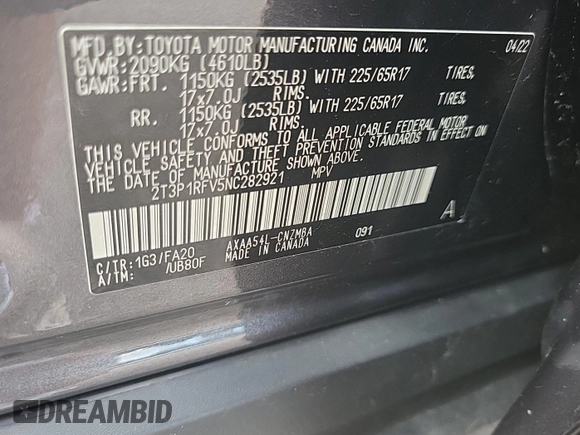 MFD.BY:TOYOTA MOTOR MANUFACTURING CANADA INC. 04/22
GVWR:2090KG (4610LB)
GAWR:FRT. 1150KG (2535LB) WITH 225/65R17 TIRES,
17x7.0J RIMS.
RR. 1150KG (2535LB) WITH 225/65R17 TIRES,
17x7.0J RIMS.
THIS VEHICLE CONFORMS TO ALL APPLICABLE FEDERAL MOTOR
VEHICLE SAFETY AND THEFT PREVENTION STANDARDS IN EFFECT ON
THE DATE OF MANUFACTURE SHOWN ABOVE.
2T3P1RFV5NC282921 MPV
C/TR:1G3/FA20 AXAA54L-CNZMBA 091 A
A/TM: /UB80F MADE IN CANADA
DREAMBID